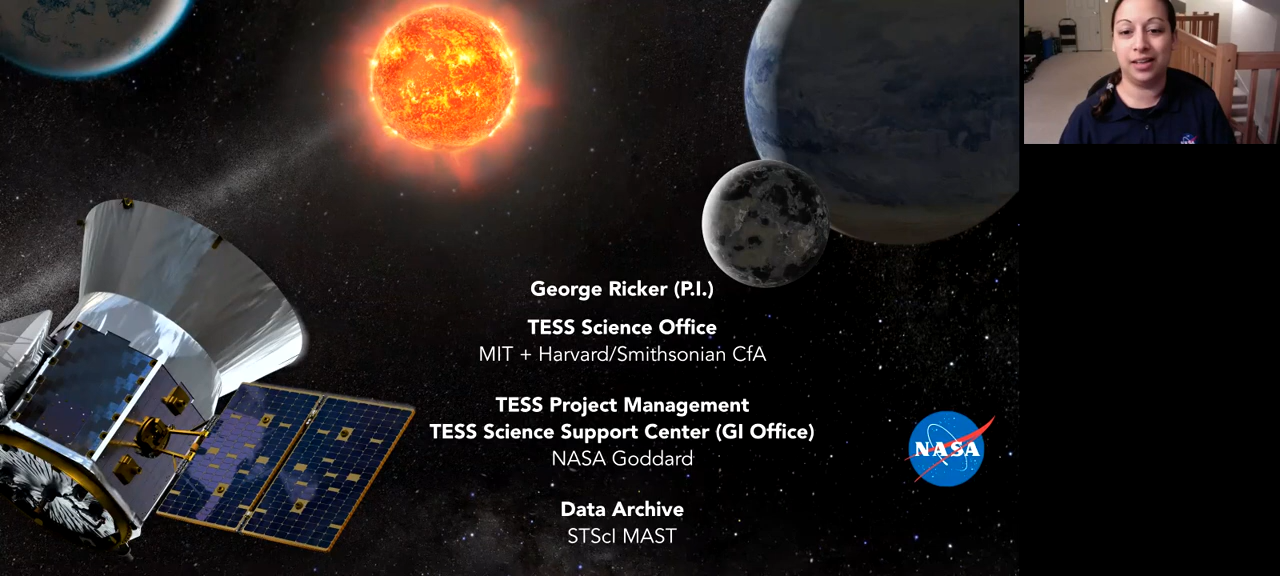 George Ricker (P.I.)
TESS Science Office
MIT + Harvard/Smithsonian CfA
TESS Project Management
TESS Science Support Center (GI Office)
NASA Goddard
NASA
Data Archive
STScI MAST